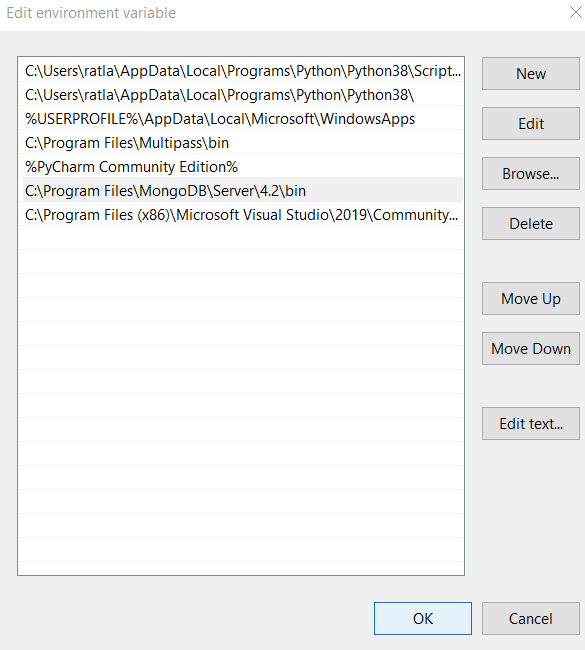 Edit environment variable
C:\Users\ratla\AppData\Local\Programs\Python\Python38\Script...
C:\Users\ratla\AppData\Local\Programs\Python\Python38\
%USERPROFILE%\AppData\Local\Microsoft\WindowsApps
C:\Program Files\Multipass\bin
%PyCharm Community Edition%
C:\Program Files\MongoDB\Server\4.2\bin
C:\Program Files (x86)\Microsoft Visual Studio\2019\Community...
New
Edit
Browse...
Delete
Move Up
Move Down
Edit text...
OK
Cancel